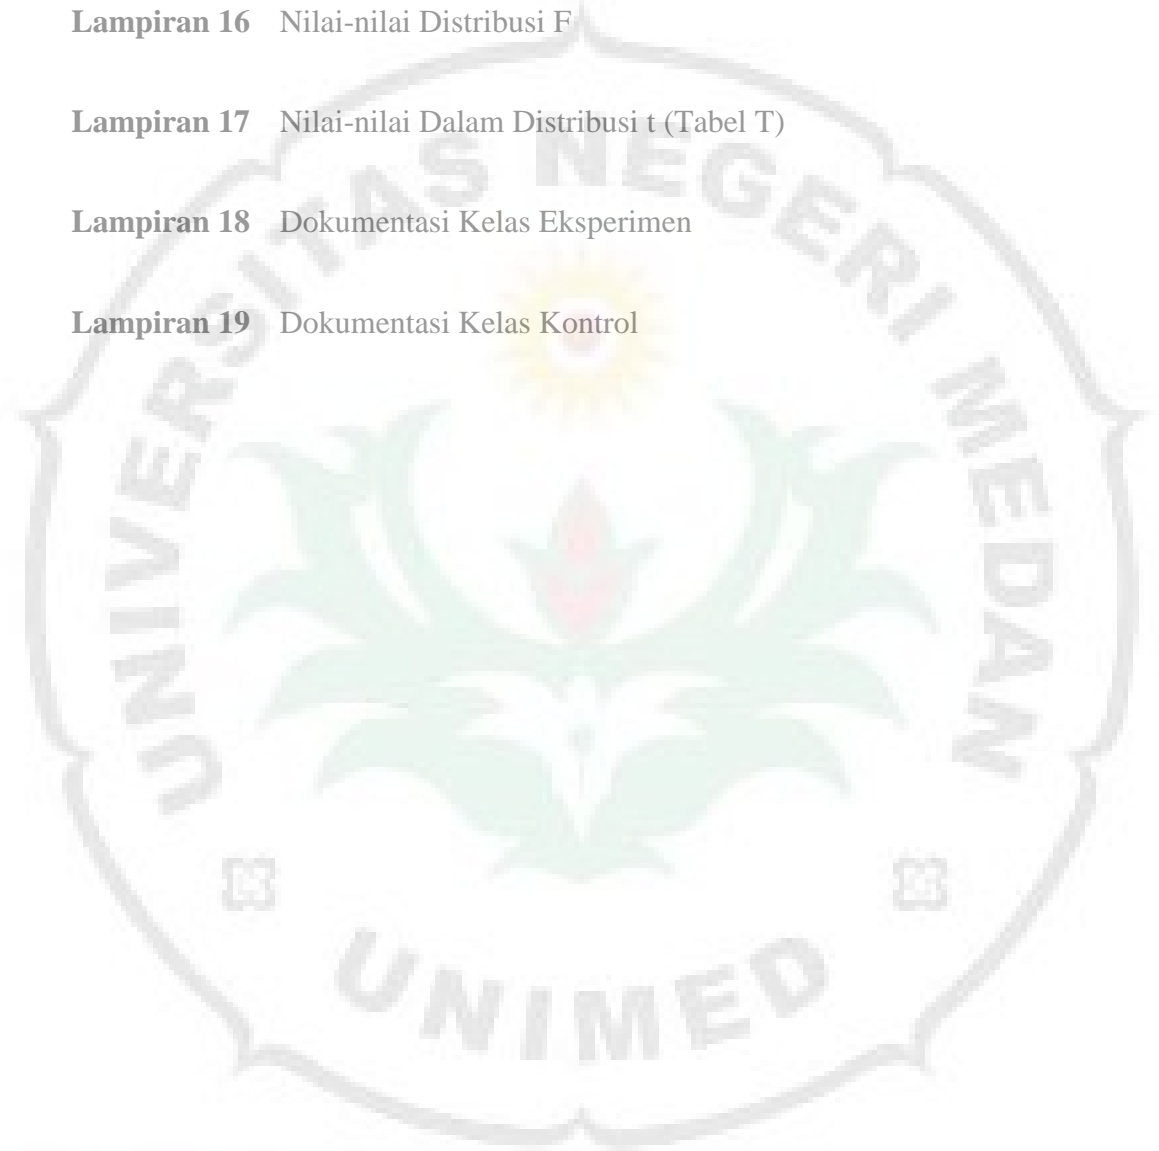 Lampiran 16 Nilai-nilai Distribusi F
Lampiran 17 Nilai-nilai Dalam Distribusi t (Tabel T)
Lampiran 18 Dokumentasi Kelas Eksperimen
Lampiran 19 Dokumentasi Kelas Kontrol
UNIVERSITAS NEGERI MEDAN
UNIMED